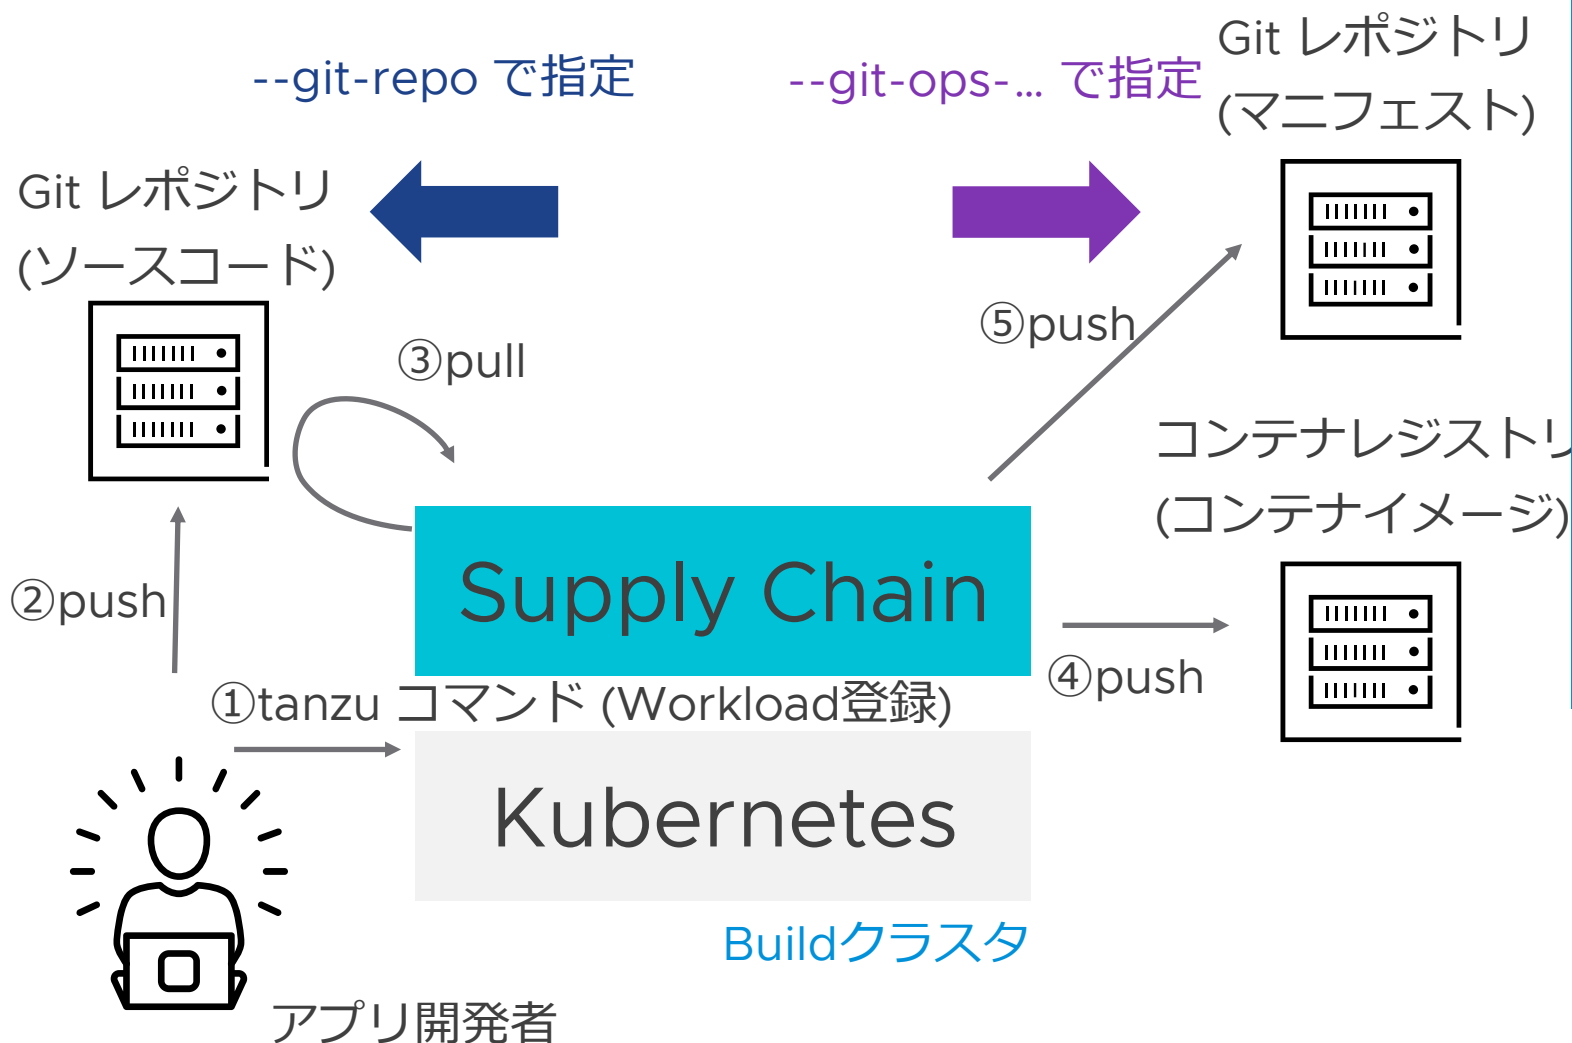 --git-repo で指定
--git-ops-... で指定
Git レポジトリ
(マニフェスト)
Git レポジトリ
(ソースコード)
③pull
⑤push
コンテナレジストリ
(コンテナイメージ)
②push
Supply Chain
④push
①tanzu コマンド (Workload登録)
Kubernetes
Buildクラスタ
アプリ開発者